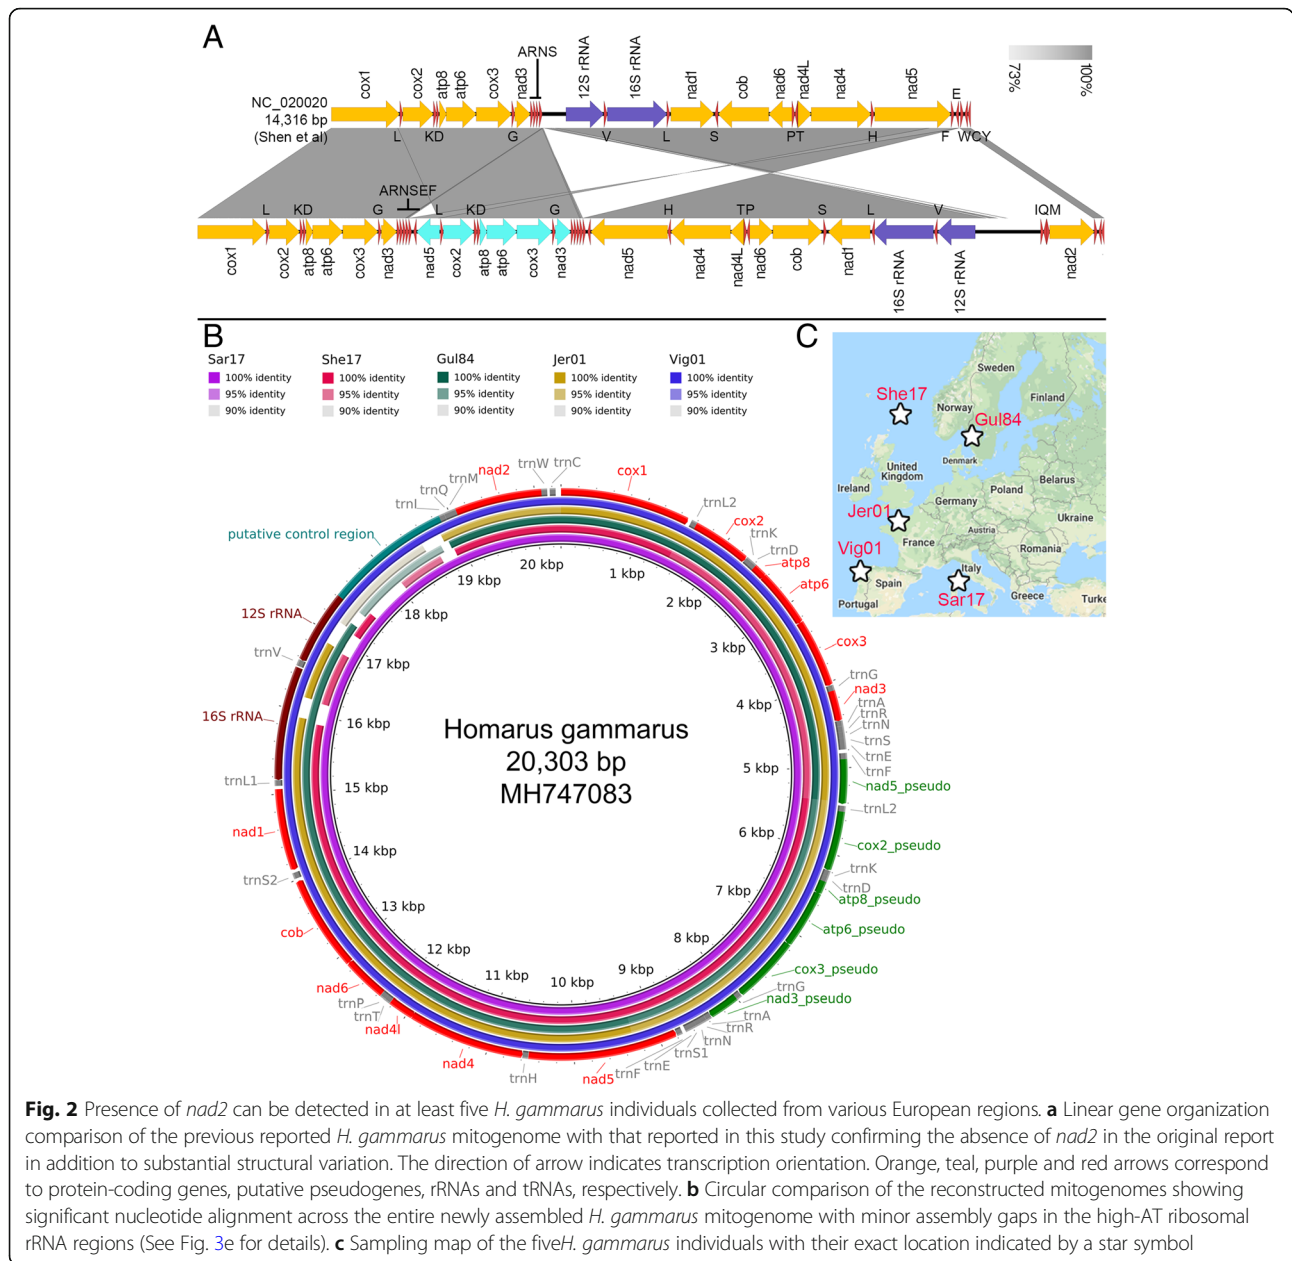 A
ARNS
cox1
cox2
atp8
atp6
cox3
nad3
12S rRNA
16S rRNA
nad1
cob
nad6
nad4L
nad4
nad5
E
73%
100%
NC_020020
14,316 bp
(Shen et al)
L KD G V L S PT H F WCY
ARNSEF
L KD G L KD G H TP S L V IQM
cox1
cox2
atp8
atp6
cox3
nad3
nad5
cox2
atp8
atp6
cox3
nad3
nad5
nad4
nad4L
nad6
cob
nad1
16S rRNA
12S rRNA
nad2
B
Sar17 She17 Gul84 Jer01 Vig01
100% identity 100% identity 100% identity 100% identity 100% identity
95% identity 95% identity 95% identity 95% identity 95% identity
90% identity 90% identity 90% identity 90% identity 90% identity
C
Sweden
She17
Norway
Finland
Gul84
Denmark
United
Kingdom
Ireland
Belarus
Poland
Germany
Jer01
Ukraine
Austria
France
Romania
Vig01
Italy
Spain
Greece
Turke
Portugal
Sar17
trnW
trnC
nad2
cox1
trnM
trnQ
trnI
trnL2
cox2
trnK
trnD
atp8
atp6
putative control region
cox3
12S rRNA
trnV
trnG
nad3
trnA
trnR
trnN
trnS
trnE
trnF
nad5_pseudo
trnL2
16S rRNA
trnL1
cox2_pseudo
nad1
trnK
trnD
atp8_pseudo
trnS2
atp6_pseudo
cob
cox3_pseudo
nad6
trnG
nad3_pseudo
trnP
trnT
trnA
nad4l
trnR
trnN
trnS1
nad4
trnE
trnF
trnH
nad5
20 kbp
1 kbp
2 kbp
3 kbp
4 kbp
5 kbp
6 kbp
7 kbp
8 kbp
9 kbp
10 kbp
11 kbp
12 kbp
13 kbp
14 kbp
15 kbp
16 kbp
17 kbp
18 kbp
19 kbp
Homarus gammarus
20,303 bp
MH747083
Fig. 2 Presence of nad2 can be detected in at least five H. gammarus individuals collected from various European regions. a Linear gene organization
comparison of the previous reported H. gammarus mitogenome with that reported in this study confirming the absence of nad2 in the original report
in addition to substantial structural variation. The direction of arrow indicates transcription orientation. Orange, teal, purple and red arrows correspond
to protein-coding genes, putative pseudogenes, rRNAs and tRNAs, respectively. b Circular comparison of the reconstructed mitogenomes showing
significant nucleotide alignment across the entire newly assembled H. gammarus mitogenome with minor assembly gaps in the high-AT ribosomal
rRNA regions (See Fig. 3e for details). c Sampling map of the fiveH. gammarus individuals with their exact location indicated by a star symbol